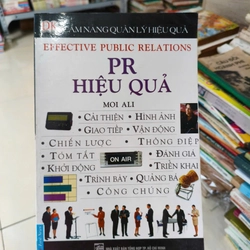 DK CẨM NANG QUẢN LÝ HIỆU QUẢ
EFFECTIVE PUBLIC RELATIONS
PR
HIỆU QUẢ
MOI ALI
• CẢI THIỆN • HÌNH ẢNH
• GIAO TIẾP • VẬN ĐỘNG
• CHIẾN LƯỢC • THÔNG ĐIỆP
• TÓM TẮT
ON AIR
• ĐÁNH GIÁ
• KHỞI ĐỘNG
• TRIỂN KHAI
• TRÌNH BÀY • QUẢNG BÁ
• CÔNG CHÚNG